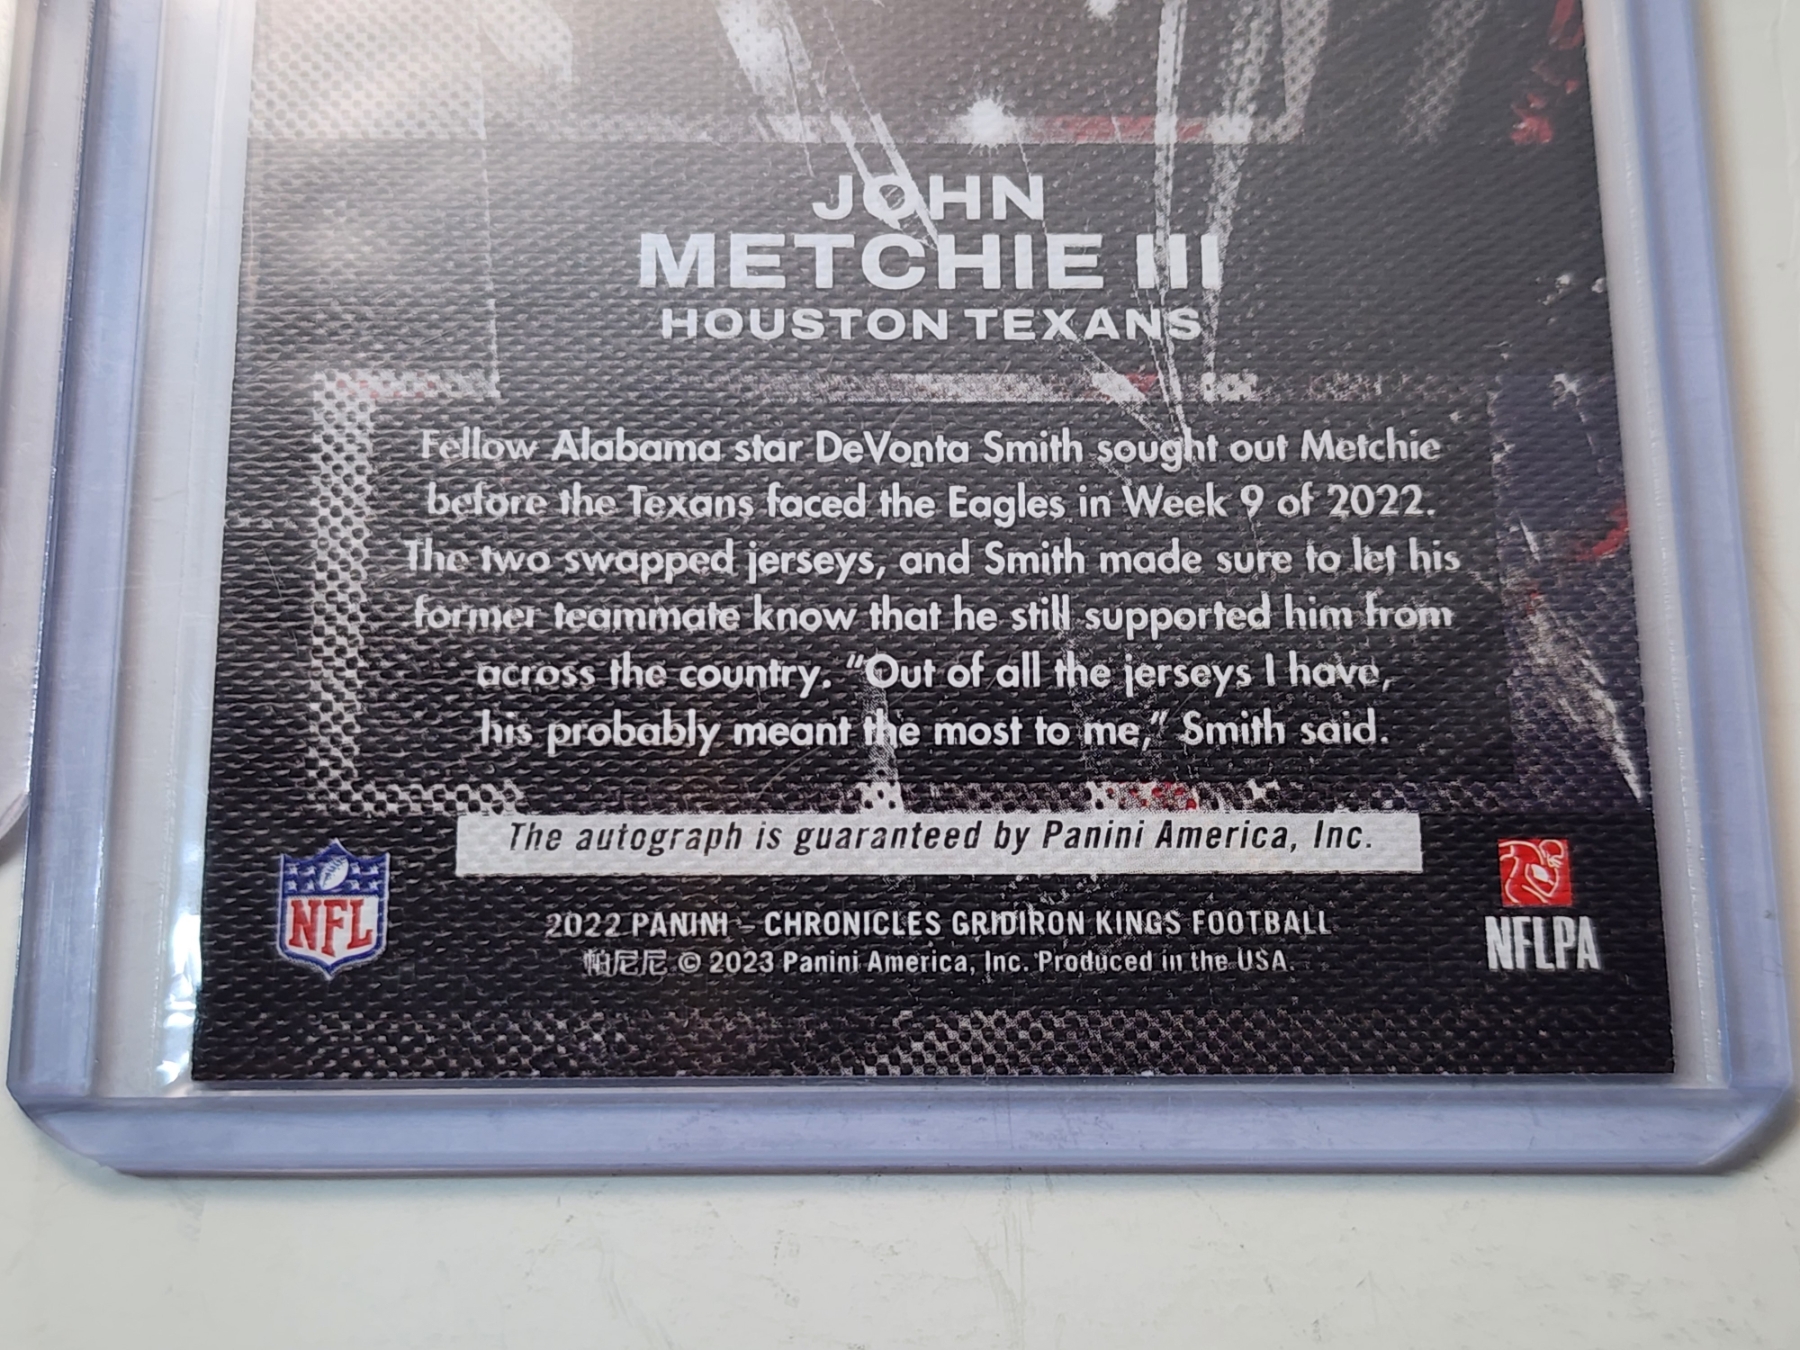 JOHN
METCHIE III
HOUSTON TEXANS
Fellow Alabama star DeVonta Smith sought out Metchie
before the Texans faced the Eagles in Week 9 of 2022.
The two swapped jerseys, and Smith made sure to let his
former teammate know that he still supported him from
across the country. “Out of all the jerseys I have,
his probably meant the most to me,” Smith said.
The autograph is guaranteed by Panini America, Inc.
NFL
2022 PANINI – CHRONICLES GRIDIRON KINGS FOOTBALL
帕尼尼 © 2023 Panini America, Inc. Produced in the USA.
NFLPA